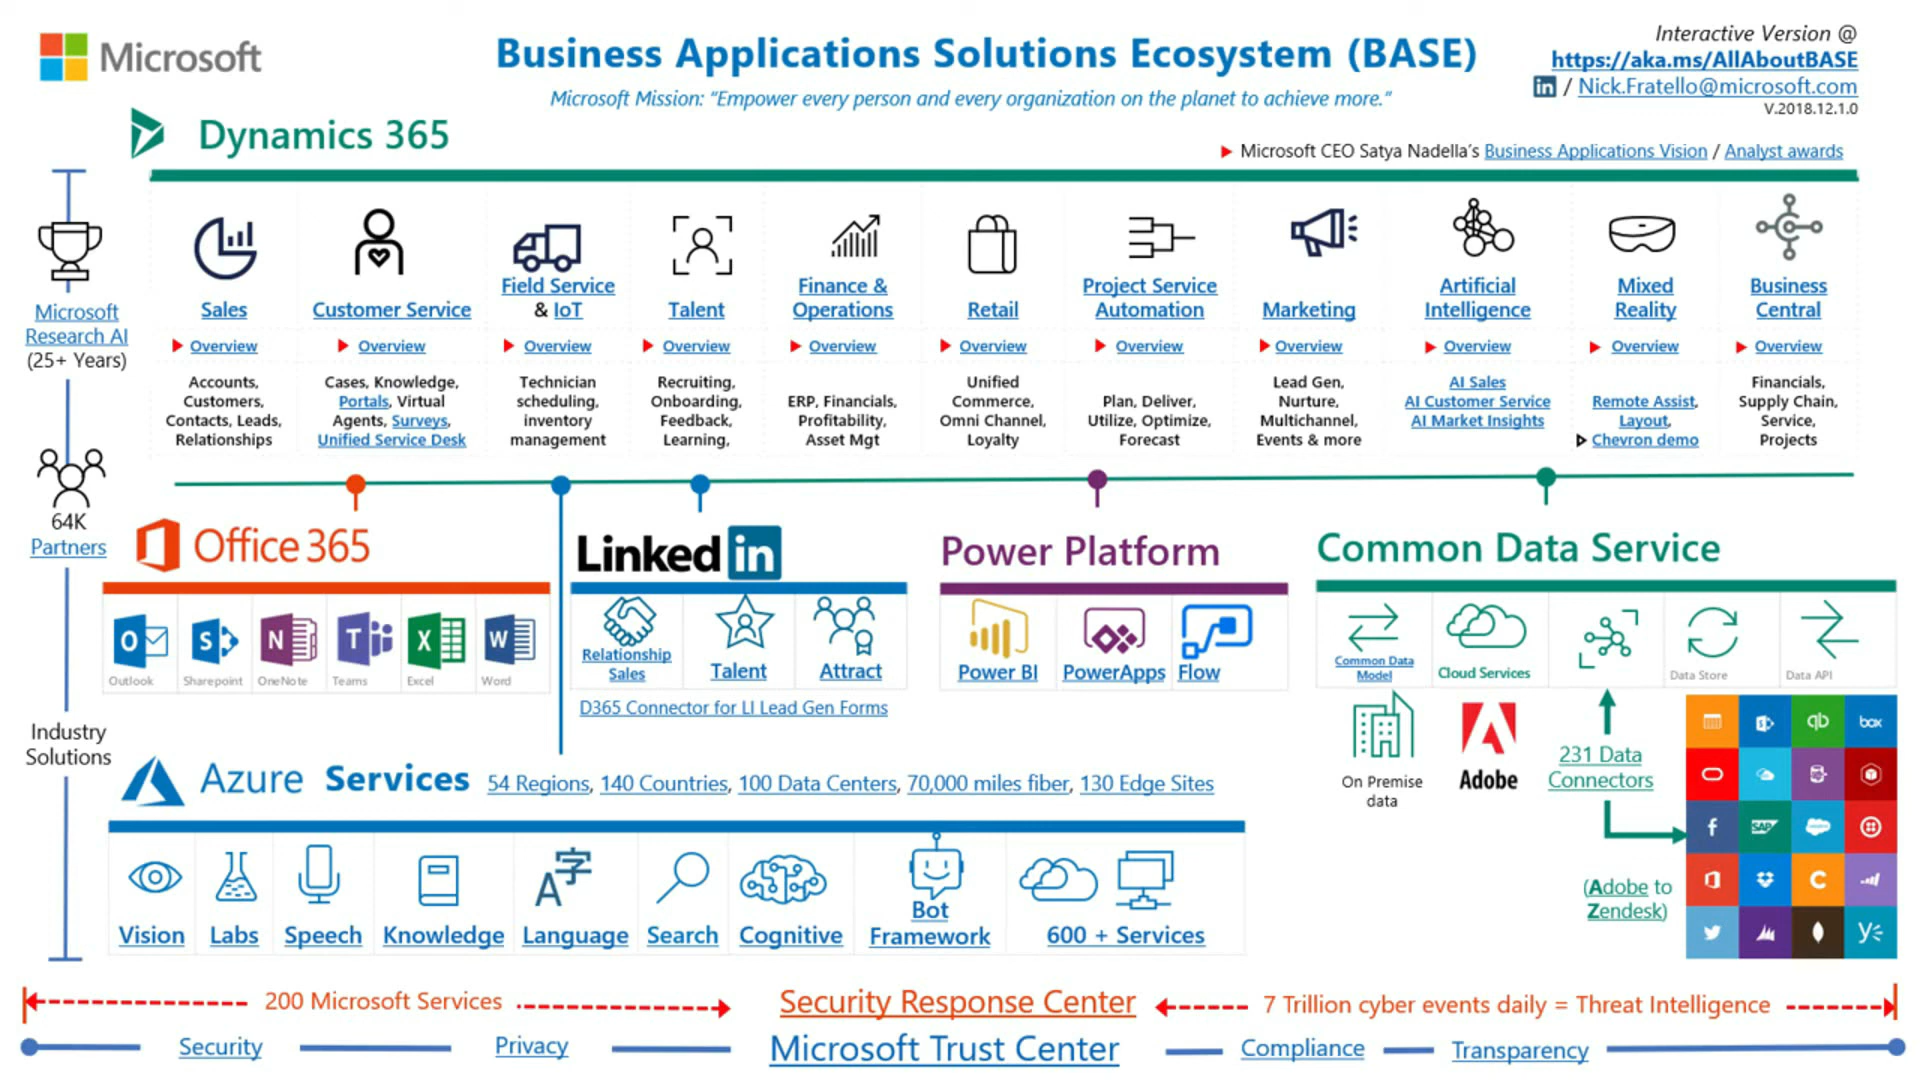 Microsoft
Business Applications Solutions Ecosystem (BASE)
Microsoft Mission: "Empower every person and every organization on the planet to achieve more."
Interactive Version @
https://aka.ms/AllAboutBASE
in / Nick.Fratello@microsoft.com
V.2018.12.1.0
Dynamics 365
Microsoft CEO Satya Nadella's Business Applications Vision / Analyst awards
Microsoft
Research AI
(25+ Years)
64K
Partners
Industry
Solutions
Sales
Overview
Accounts,
Customers,
Contacts, Leads,
Relationships
Customer Service
Overview
Cases, Knowledge,
Portals, Virtual
Agents, Surveys,
Unified Service Desk
Field Service
& IoT
Overview
Technician
scheduling,
inventory
management
Talent
Overview
Recruiting,
Onboarding,
Feedback,
Learning,
Finance &
Operations
Overview
ERP, Financials,
Profitability,
Asset Mgt
Retail
Overview
Unified
Commerce,
Omni Channel,
Loyalty
Project Service
Automation
Overview
Plan, Deliver,
Utilize, Optimize,
Forecast
Marketing
Overview
Lead Gen,
Nurture,
Multichannel,
Events & more
Artificial
Intelligence
Overview
AI Sales
AI Customer Service
AI Market Insights
Mixed
Reality
Overview
Remote Assist,
Layout,
Chevron demo
Business
Central
Overview
Financials,
Supply Chain,
Service,
Projects
Office 365
Outlook
Sharepoint
OneNote
Teams
Excel
Word
Linked in
Relationship
Sales
Talent
Attract
D365 Connector for LI Lead Gen Forms
Power Platform
Power BI
PowerApps
Flow
Common Data Service
Common Data
Model
Cloud Services
Data Store
Data API
On Premise
data
Adobe
231 Data
Connectors
(Adobe to
Zendesk)
qb
box
f
SAP
C
y
Azure Services
54 Regions, 140 Countries, 100 Data Centers, 70,000 miles fiber, 130 Edge Sites
Vision
Labs
Speech
Knowledge
A字
Language
Search
Cognitive
Bot
Framework
600 + Services
200 Microsoft Services
Security Response Center
7 Trillion cyber events daily = Threat Intelligence
Security
Privacy
Microsoft Trust Center
Compliance
Transparency